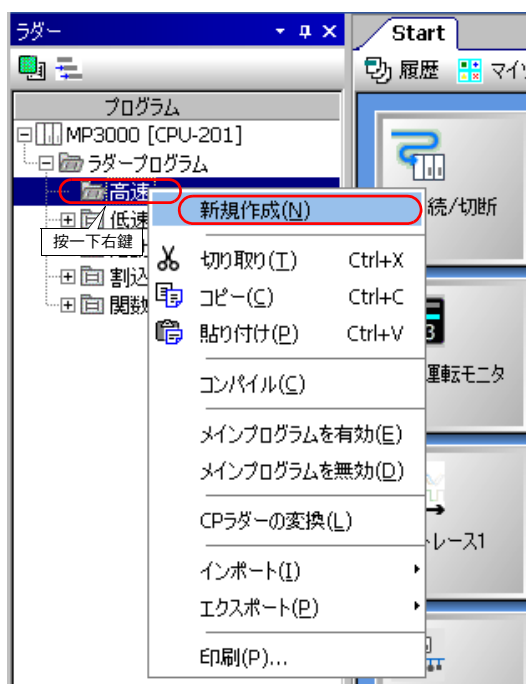 ラダー
Start
履歴
マイ
プログラム
MP3000 [CPU-201]
ラダープログラム
高速
低速
按一下右鍵
割込
関数
新規作成(N)
切り取り(T) Ctrl+X
コピー(C) Ctrl+C
貼り付け(P) Ctrl+V
コンパイル(C)
メインプログラムを有効(E)
メインプログラムを無効(D)
CPラダーの変換(L)
インポート(I)
エクスポート(P)
印刷(P)...
続/切断
運転モニタ
トレース1